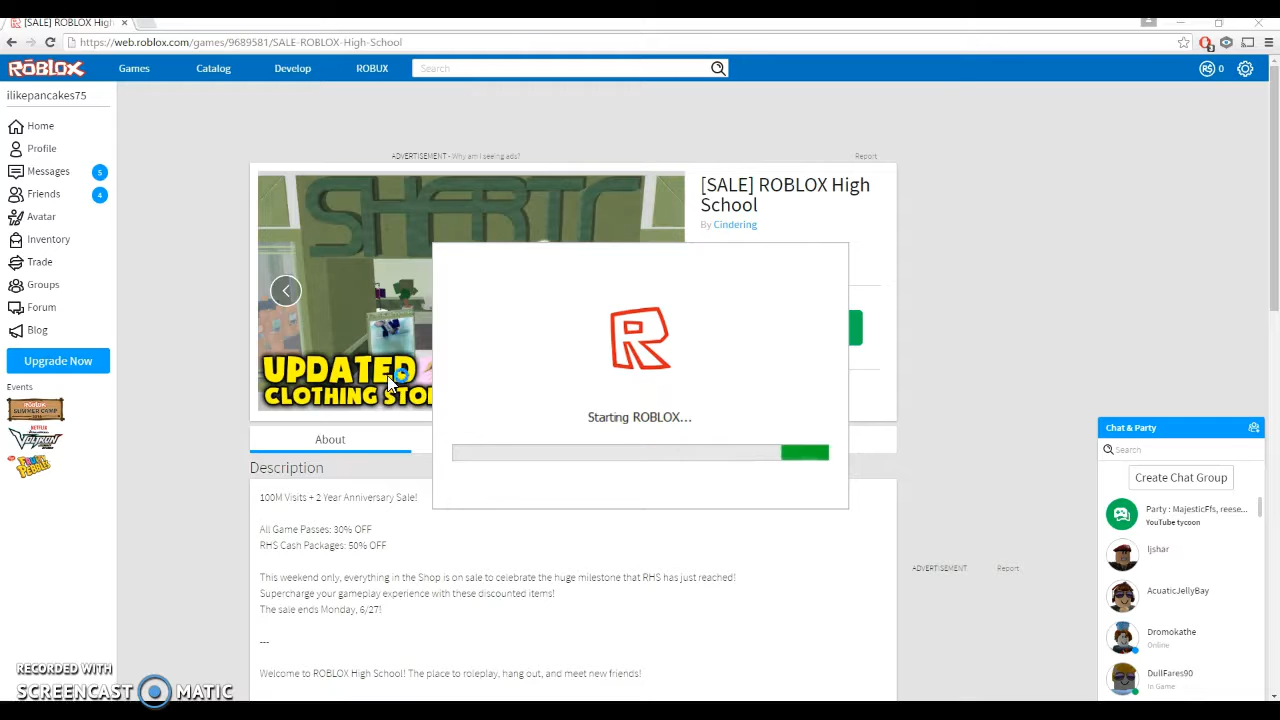 [SALE] ROBLOX High
https://web.roblox.com/games/9689581/SALE-ROBLOX-High-School
ROBLOX
Games
Catalog
Develop
ROBUX
Search
R$ 0
ilikepancakes75
Home
Profile
Messages 5
Friends 4
Avatar
Inventory
Trade
Groups
Forum
Blog
Upgrade Now
Events
ROBLOX
SUMMER CAMP
NETFLIX
VOLTRON
ADVERTISEMENT - Why am I seeing ads?
Report
[SALE] ROBLOX High
School
By Cindering
UPDATED
CLOTHING STO
Starting ROBLOX...
About
Description
100M Visits + 2 Year Anniversary Sale!
All Game Passes: 30% OFF
RHS Cash Packages: 50% OFF
This weekend only, everything in the Shop is on sale to celebrate the huge milestone that RHS has just reached!
Supercharge your gameplay experience with these discounted items!
The sale ends Monday, 6/27!
---
Welcome to ROBLOX High School! The place to roleplay, hang out, and meet new friends!
ADVERTISEMENT
Report
Chat & Party
Search
Create Chat Group
Party : MajesticFfs, reese...
YouTube tycoon
ljshar
AcuaticJellyBay
Dromokathe
Online
DullFares90
In Game
RECORDED WITH
SCREENCAST MATIC